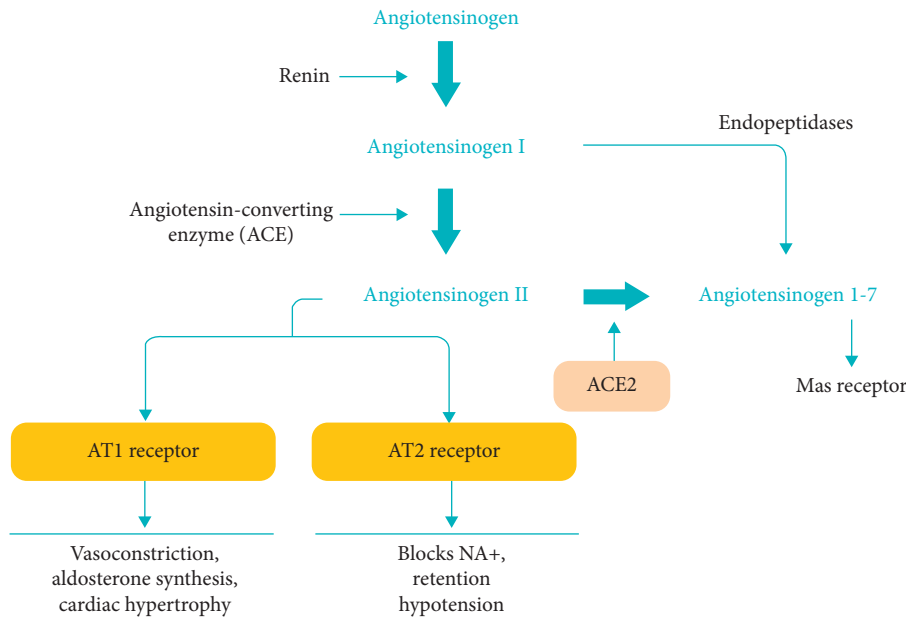 Angiotensinogen
Renin
Endopeptidases
Angiotensinogen I
Angiotensin-converting
enzyme (ACE)
Angiotensinogen II
Angiotensinogen 1-7
ACE2
Mas receptor
AT1 receptor
AT2 receptor
Vasoconstriction,
aldosterone synthesis,
cardiac hypertrophy
Blocks NA+,
retention
hypotension